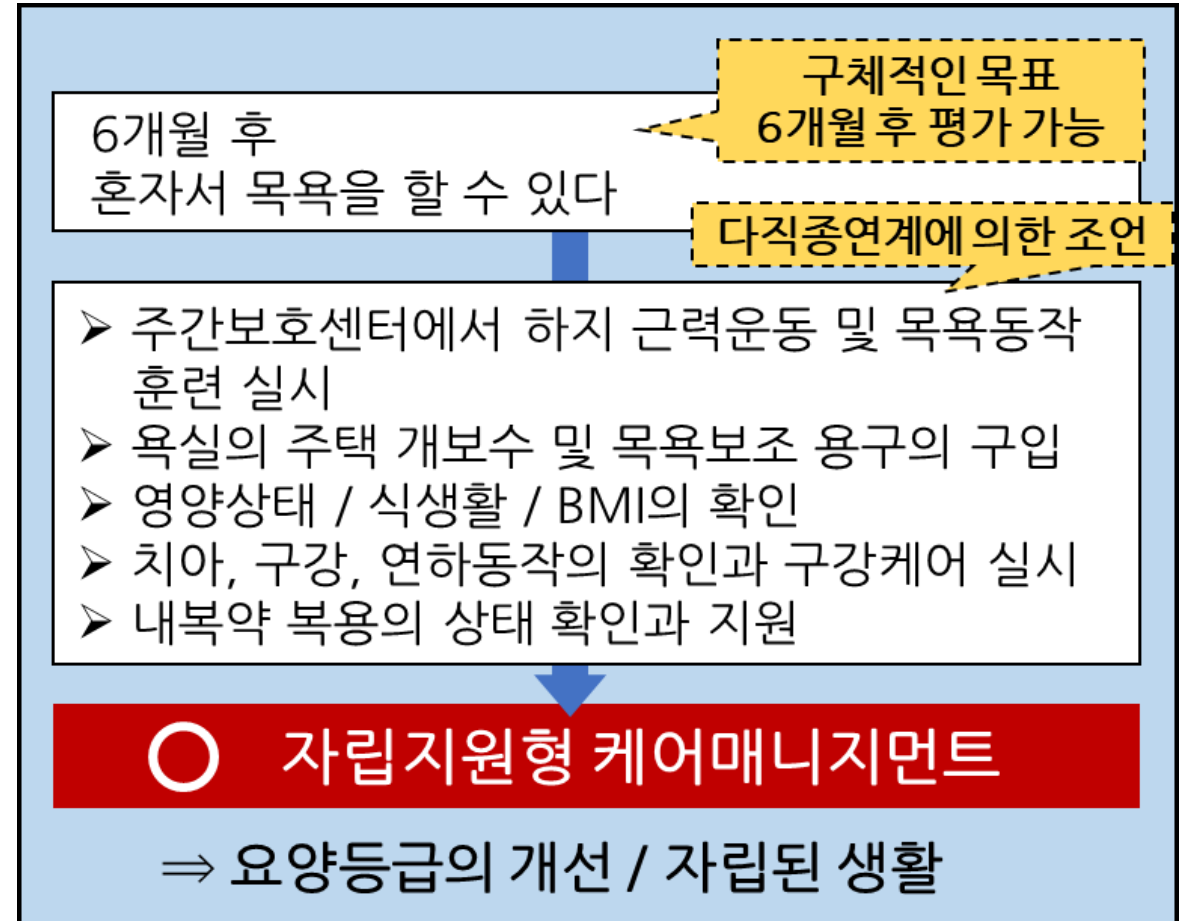 구체적인 목표
6개월 후 평가 가능
6개월 후
혼자서 목욕을 할 수 있다
다직종연계에 의한 조언
➢ 주간보호센터에서 하지 근력운동 및 목욕동작
훈련 실시
➢ 욕실의 주택 개보수 및 목욕보조 용구의 구입
➢ 영양상태 / 식생활 / BMI의 확인
➢ 치아, 구강, 연하동작의 확인과 구강케어 실시
➢ 내복약 복용의 상태 확인과 지원
○ 자립지원형 케어매니지먼트
⇒ 요양등급의 개선 / 자립된 생활